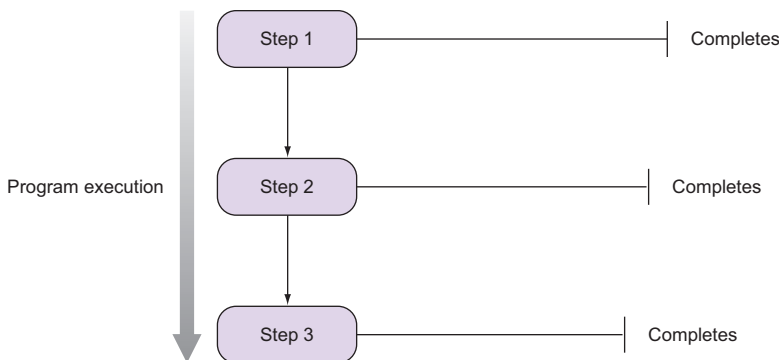 Step 1
Completes
Program execution
Step 2
Completes
Step 3
Completes